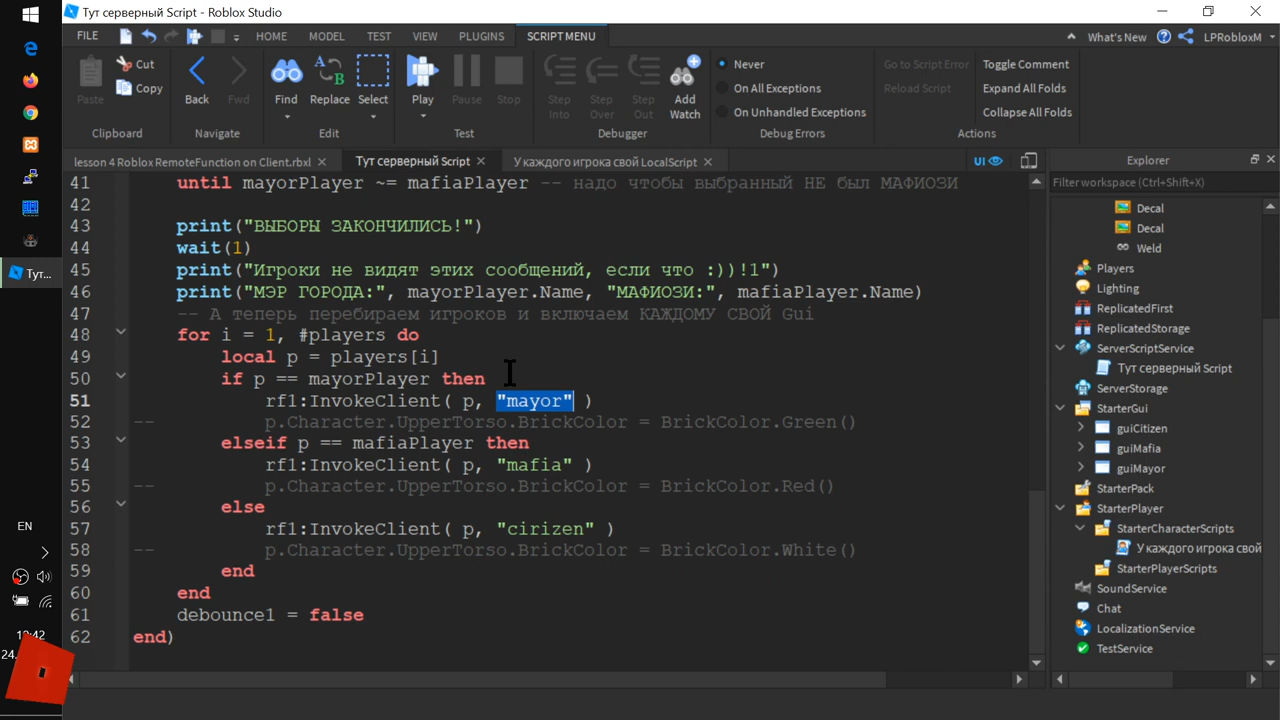 Тут серверный Script - Roblox Studio
FILE HOME MODEL TEST VIEW PLUGINS SCRIPT MENU What's New LPRobloxM
Paste Cut Copy Back Fwd Find Replace Select Play Pause Stop Step Into Step Over Step Out Add Watch
Never
On All Exceptions
On Unhandled Exceptions
Go to Script Error
Reload Script
Toggle Comment
Expand All Folds
Collapse All Folds
Clipboard Navigate Edit Test Debugger Debug Errors Actions
lesson 4 Roblox RemoteFunction on Client.rbxl Тут серверный Script У каждого игрока свой LocalScript UI Explorer
41 until mayorPlayer ~= mafiaPlayer -- надо чтобы выбранный НЕ был МАФИОЗИ
42
43 print("ВЫБОРЫ ЗАКОНЧИЛИСЬ!")
44 wait(1)
45 print("Игроки не видят этих сообщений, если что :))!1")
46 print("МЭР ГОРОДА:", mayorPlayer.Name, "МАФИОЗИ:", mafiaPlayer.Name)
47 -- А теперь перебираем игроков и включаем КАЖДОМУ СВОЙ Gui
48 for i = 1, #players do
49 local p = players[i]
50 if p == mayorPlayer then
51 rf1:InvokeClient( p, "mayor" )
52 -- p.Character.UpperTorso.BrickColor = BrickColor.Green()
53 elseif p == mafiaPlayer then
54 rf1:InvokeClient( p, "mafia" )
55 -- p.Character.UpperTorso.BrickColor = BrickColor.Red()
56 else
57 rf1:InvokeClient( p, "cirizen" )
58 -- p.Character.UpperTorso.BrickColor = BrickColor.White()
59 end
60 end
61 debounce1 = false
62 end)
Filter workspace (Ctrl+Shift+X)
Decal
Decal
Weld
Players
Lighting
ReplicatedFirst
ReplicatedStorage
ServerScriptService
Тут серверный Script
ServerStorage
StarterGui
guiCitizen
guiMafia
guiMayor
StarterPack
StarterPlayer
StarterCharacterScripts
У каждого игрока свой
StarterPlayerScripts
SoundService
Chat
LocalizationService
TestService
Тут...
EN
24.